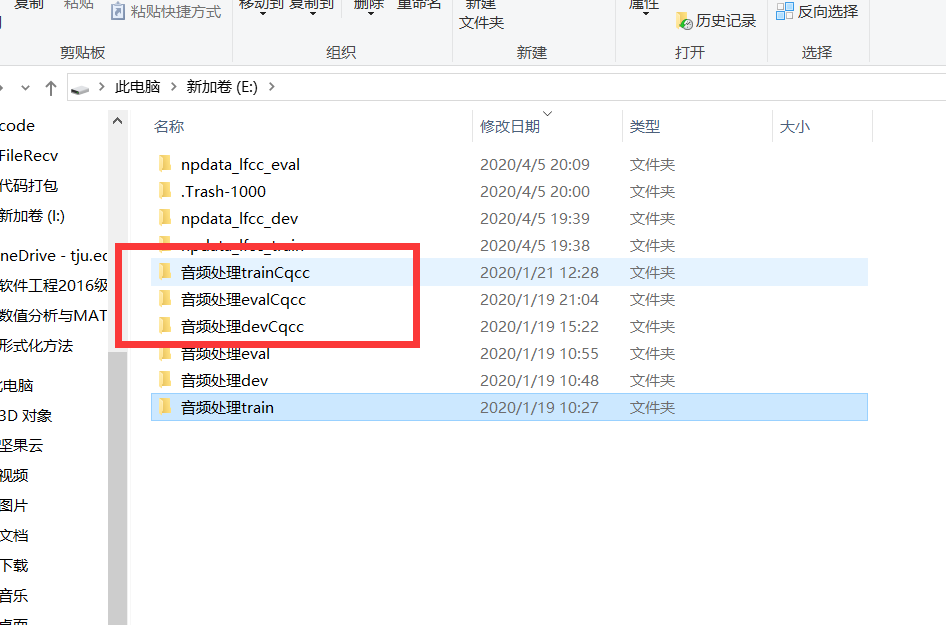 复制
粘贴
粘贴快捷方式
移动到 复制到
删除
重命名
新建
文件夹
属性
历史记录
反向选择
剪贴板
组织
新建
打开
选择
此电脑 > 新加卷 (E:) >
code
FileRecv
代码打包
新加卷 (I:)
neDrive - tju.ec
软件工程2016级
数值分析与MAT
形式化方法
此电脑
3D 对象
坚果云
视频
图片
文档
下载
音乐
桌面
名称 修改日期 类型 大小
npdata_lfcc_eval 2020/4/5 20:09 文件夹
.Trash-1000 2020/4/5 20:00 文件夹
npdata_lfcc_dev 2020/4/5 19:39 文件夹
npdata_lfcc_train 2020/4/5 19:38 文件夹
音频处理trainCqcc 2020/1/21 12:28 文件夹
音频处理evalCqcc 2020/1/19 21:04 文件夹
音频处理devCqcc 2020/1/19 15:22 文件夹
音频处理eval 2020/1/19 10:55 文件夹
音频处理dev 2020/1/19 10:48 文件夹
音频处理train 2020/1/19 10:27 文件夹